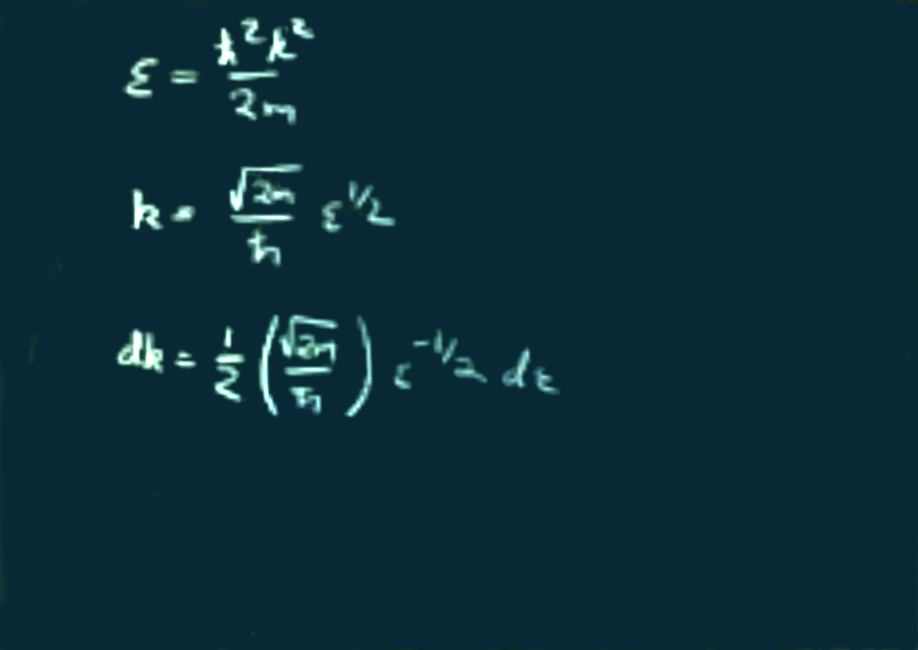 ε = ħ²k² / 2m
k = √2m / ħ ε^1/2
dk = 1/2 (√2m / ħ) ε^-1/2 dε